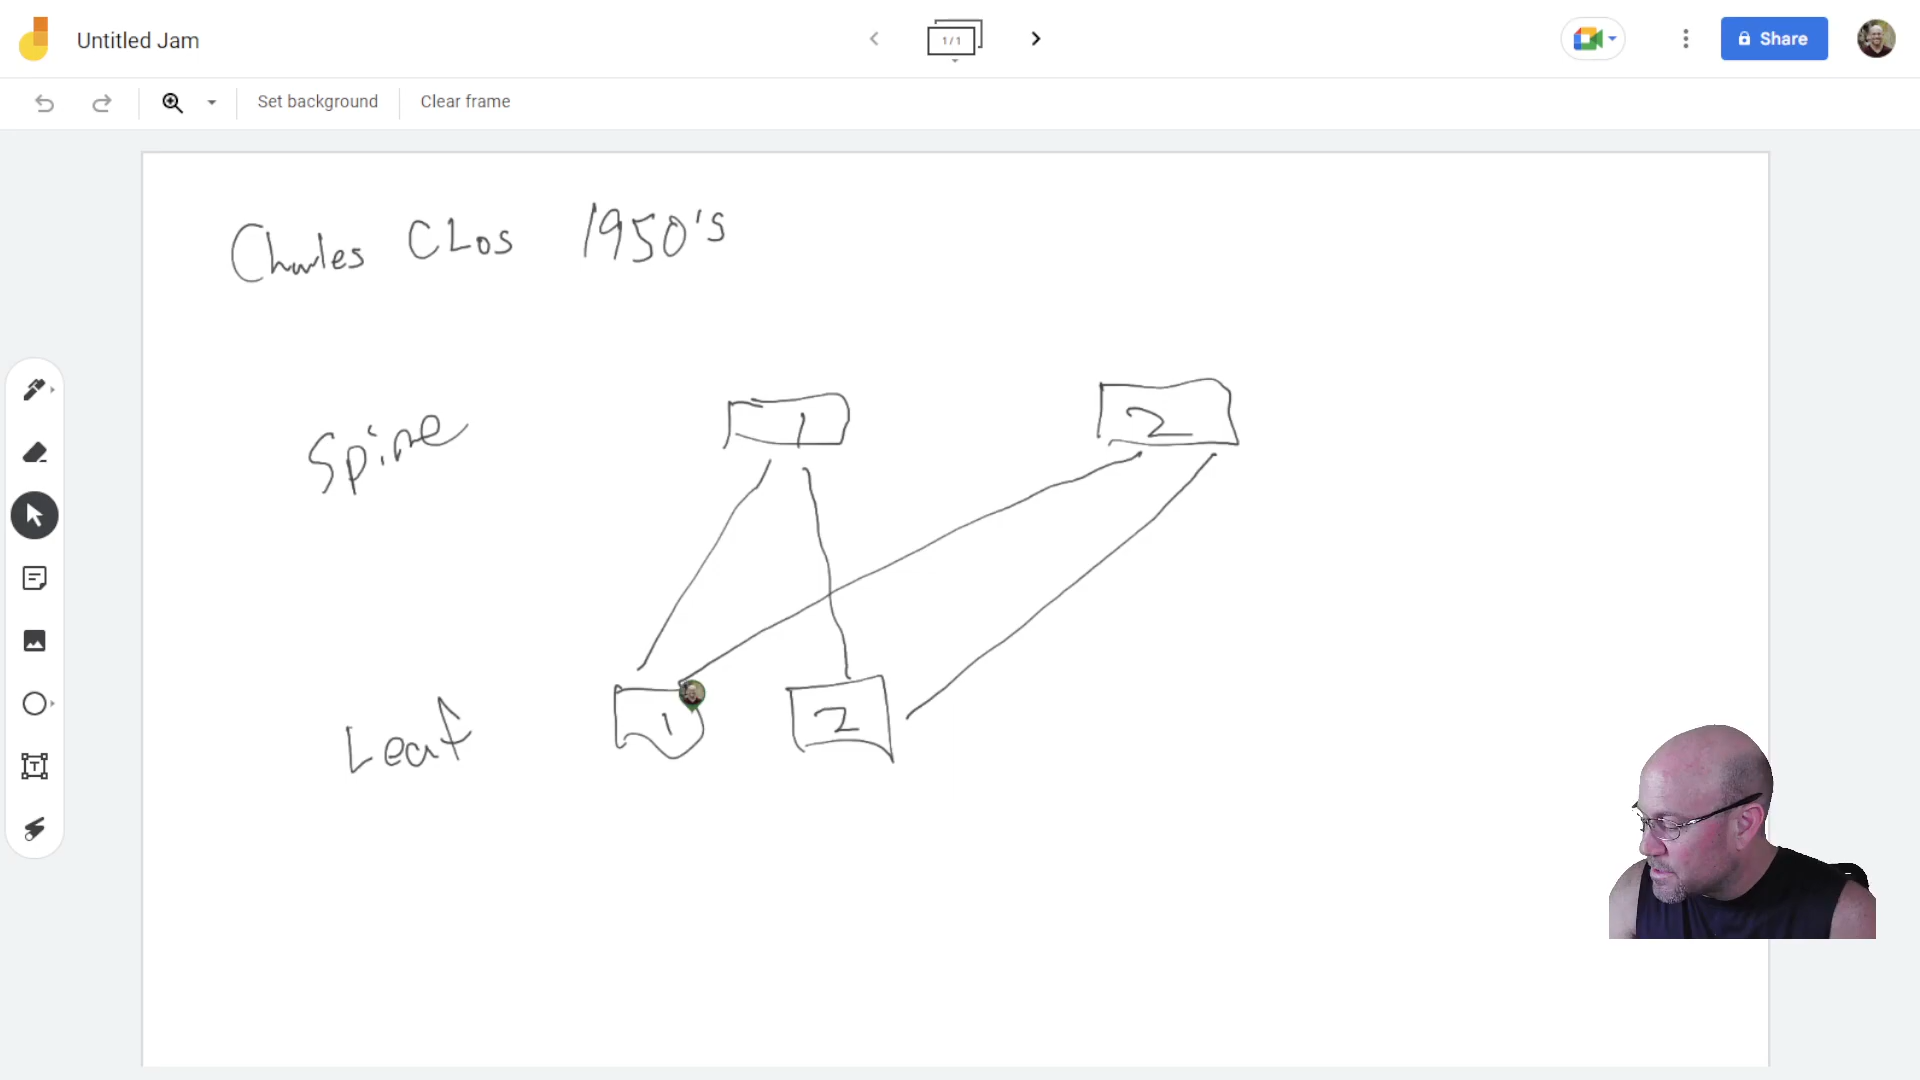 Untitled Jam
1/1
Share
Set background
Clear frame
Charles CLos 1950's
Spine
1
2
Leaf
1
2